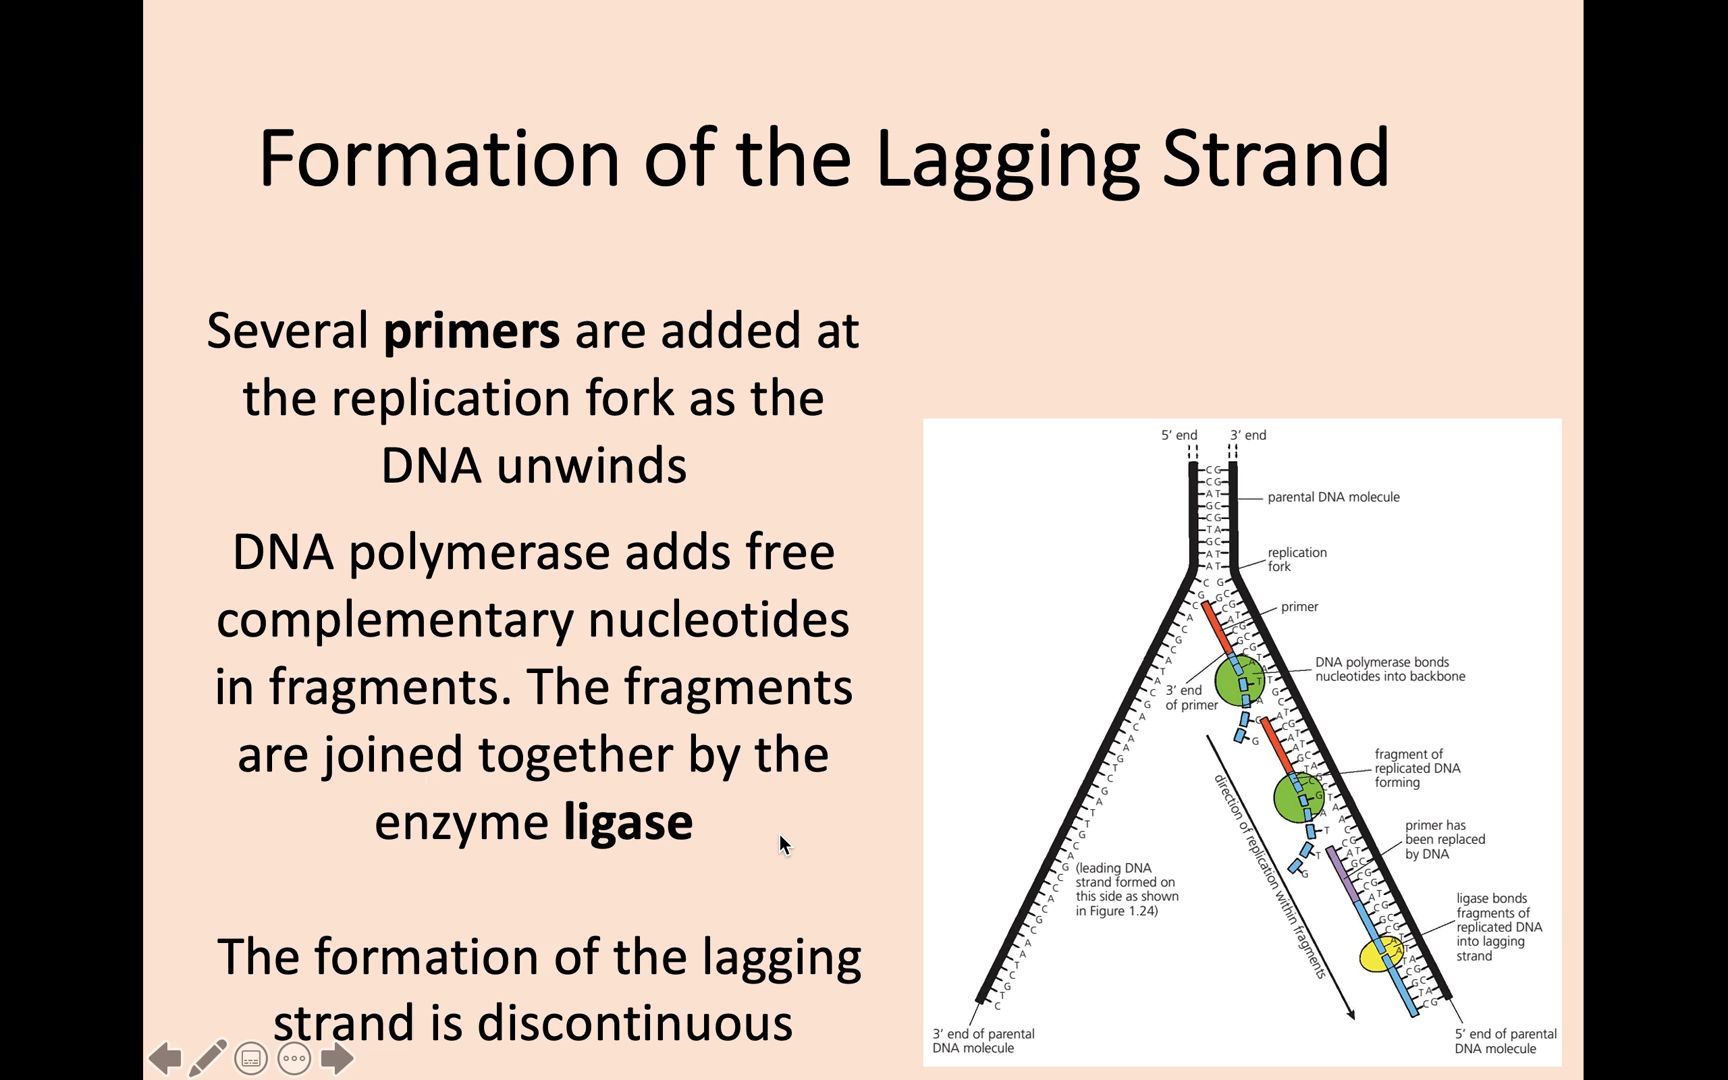 Formation of the Lagging Strand
Several primers are added at
the replication fork as the
DNA unwinds
DNA polymerase adds free
complementary nucleotides
in fragments. The fragments
are joined together by the
enzyme ligase
The formation of the lagging
strand is discontinuous
5’ end
3’ end
parental DNA molecule
replication
fork
primer
DNA polymerase bonds
nucleotides into backbone
3’ end
of primer
fragment of
replicated DNA
forming
direction of replication within fragments
primer has
been replaced
by DNA
(leading DNA
strand formed on
this side as shown
in Figure 1.24)
ligase bonds
fragments of
replicated DNA
into lagging
strand
3’ end of parental
DNA molecule
5’ end of parental
DNA molecule